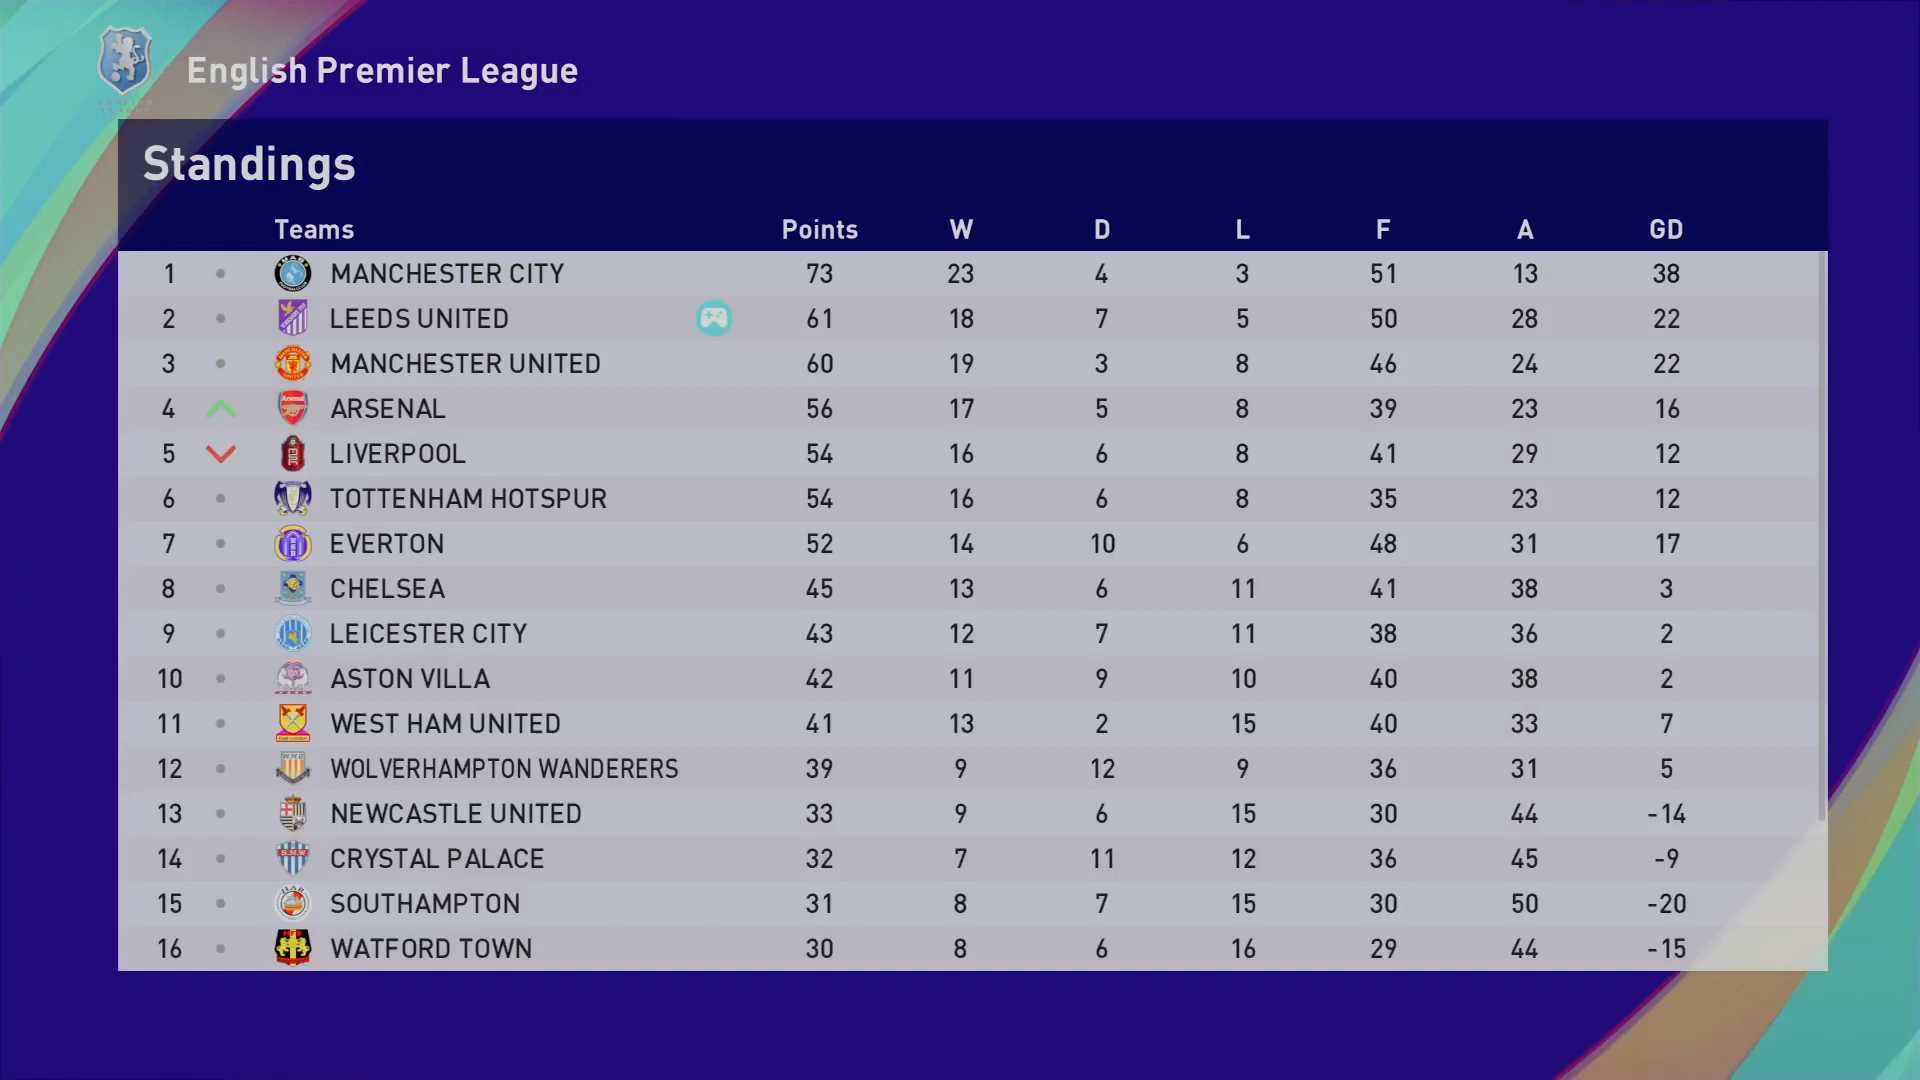 English Premier League
Standings
Teams Points W D L F A GD
1 MANCHESTER CITY 73 23 4 3 51 13 38
2 LEEDS UNITED 61 18 7 5 50 28 22
3 MANCHESTER UNITED 60 19 3 8 46 24 22
4 ARSENAL 56 17 5 8 39 23 16
5 LIVERPOOL 54 16 6 8 41 29 12
6 TOTTENHAM HOTSPUR 54 16 6 8 35 23 12
7 EVERTON 52 14 10 6 48 31 17
8 CHELSEA 45 13 6 11 41 38 3
9 LEICESTER CITY 43 12 7 11 38 36 2
10 ASTON VILLA 42 11 9 10 40 38 2
11 WEST HAM UNITED 41 13 2 15 40 33 7
12 WOLVERHAMPTON WANDERERS 39 9 12 9 36 31 5
13 NEWCASTLE UNITED 33 9 6 15 30 44 -14
14 CRYSTAL PALACE 32 7 11 12 36 45 -9
15 SOUTHAMPTON 31 8 7 15 30 50 -20
16 WATFORD TOWN 30 8 6 16 29 44 -15